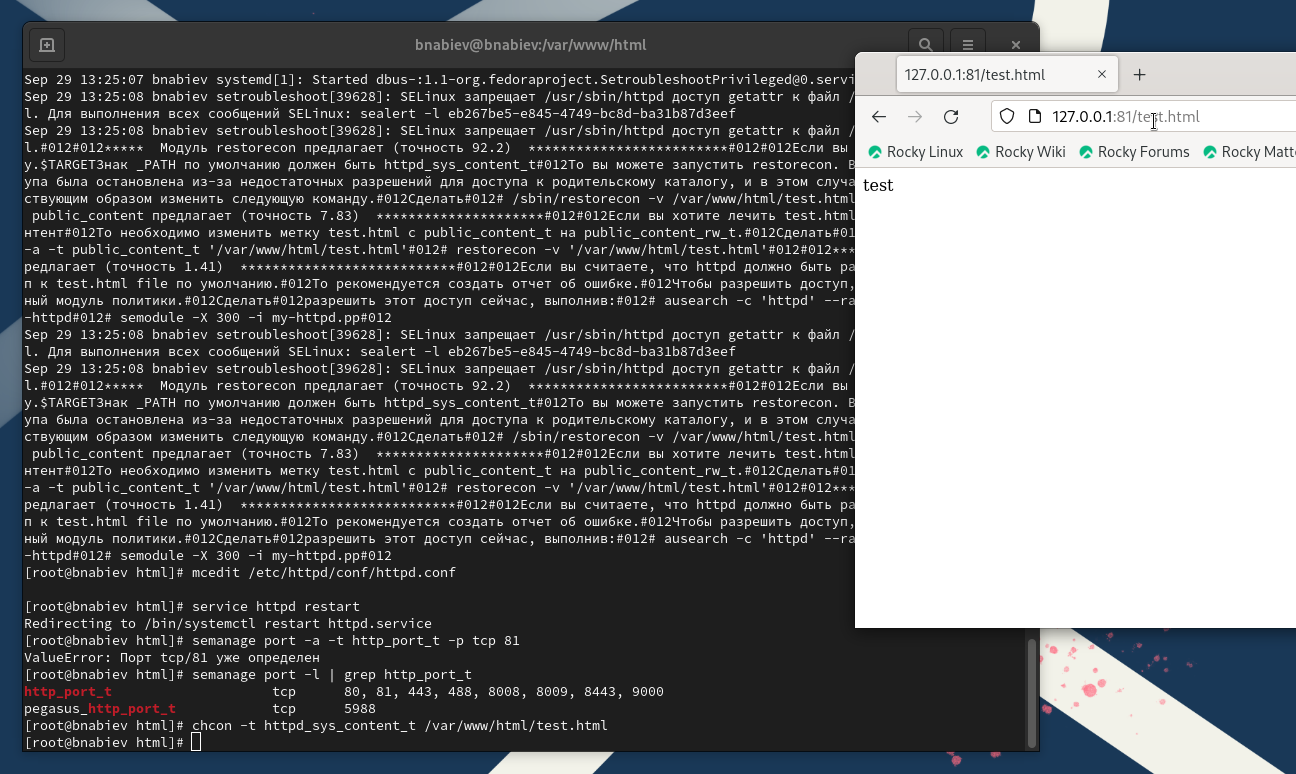 bnabiev@bnabiev:/var/www/html
Sep 29 13:25:07 bnabiev systemd[1]: Started dbus-:1.1-org.fedoraproject.SetroubleshootPrivileged@0.servi
Sep 29 13:25:08 bnabiev setroubleshoot[39628]: SELinux запрещает /usr/sbin/httpd доступ getattr к файл /
l. Для выполнения всех сообщений SELinux: sealert -l eb267be5-e845-4749-bc8d-ba31b87d3eef
Sep 29 13:25:08 bnabiev setroubleshoot[39628]: SELinux запрещает /usr/sbin/httpd доступ getattr к файл /
l.#012#012*****  Модуль restorecon предлагает (точность 92.2)  *************************#012#012Если вы
у.$TARGETЗнак _PATH по умолчанию должен быть httpd_sys_content_t#012То вы можете запустить restorecon. В
упа была остановлена из-за недостаточных разрешений для доступа к родительскому каталогу, и в этом случа
ствующим образом изменить следующую команду.#012Сделать#012# /sbin/restorecon -v /var/www/html/test.html
 public_content предлагает (точность 7.83)  *********************#012#012Если вы хотите лечить test.html
нтент#012То необходимо изменить метку test.html с public_content_t на public_content_rw_t.#012Сделать#01
-a -t public_content_t '/var/www/html/test.html'#012# restorecon -v '/var/www/html/test.html'#012#012***
редлагает (точность 1.41)  ***************************#012#012Если вы считаете, что httpd должно быть ра
п к test.html file по умолчанию.#012То рекомендуется создать отчет об ошибке.#012Чтобы разрешить доступ,
ный модуль политики.#012Сделать#012разрешить этот доступ сейчас, выполнив:#012# ausearch -c 'httpd' --ra
-httpd#012# semodule -X 300 -i my-httpd.pp#012
Sep 29 13:25:08 bnabiev setroubleshoot[39628]: SELinux запрещает /usr/sbin/httpd доступ getattr к файл /
l. Для выполнения всех сообщений SELinux: sealert -l eb267be5-e845-4749-bc8d-ba31b87d3eef
Sep 29 13:25:08 bnabiev setroubleshoot[39628]: SELinux запрещает /usr/sbin/httpd доступ getattr к файл /
l.#012#012*****  Модуль restorecon предлагает (точность 92.2)  *************************#012#012Если вы
у.$TARGETЗнак _PATH по умолчанию должен быть httpd_sys_content_t#012То вы можете запустить restorecon. В
упа была остановлена из-за недостаточных разрешений для доступа к родительскому каталогу, и в этом случа
ствующим образом изменить следующую команду.#012Сделать#012# /sbin/restorecon -v /var/www/html/test.html
 public_content предлагает (точность 7.83)  *********************#012#012Если вы хотите лечить test.html
нтент#012То необходимо изменить метку test.html с public_content_t на public_content_rw_t.#012Сделать#01
-a -t public_content_t '/var/www/html/test.html'#012# restorecon -v '/var/www/html/test.html'#012#012***
редлагает (точность 1.41)  ***************************#012#012Если вы считаете, что httpd должно быть ра
п к test.html file по умолчанию.#012То рекомендуется создать отчет об ошибке.#012Чтобы разрешить доступ,
ный модуль политики.#012Сделать#012разрешить этот доступ сейчас, выполнив:#012# ausearch -c 'httpd' --ra
-httpd#012# semodule -X 300 -i my-httpd.pp#012
[root@bnabiev html]# mcedit /etc/httpd/conf/httpd.conf
[root@bnabiev html]# service httpd restart
Redirecting to /bin/systemctl restart httpd.service
[root@bnabiev html]# semanage port -a -t http_port_t -p tcp 81
ValueError: Порт tcp/81 уже определен
[root@bnabiev html]# semanage port -l | grep http_port_t
http_port_t                    tcp      80, 81, 443, 488, 8008, 8009, 8443, 9000
pegasus_http_port_t            tcp      5988
[root@bnabiev html]# chcon -t httpd_sys_content_t /var/www/html/test.html
[root@bnabiev html]#
127.0.0.1:81/test.html
127.0.0.1:81/test.html
Rocky Linux Rocky Wiki Rocky Forums Rocky Matt
test